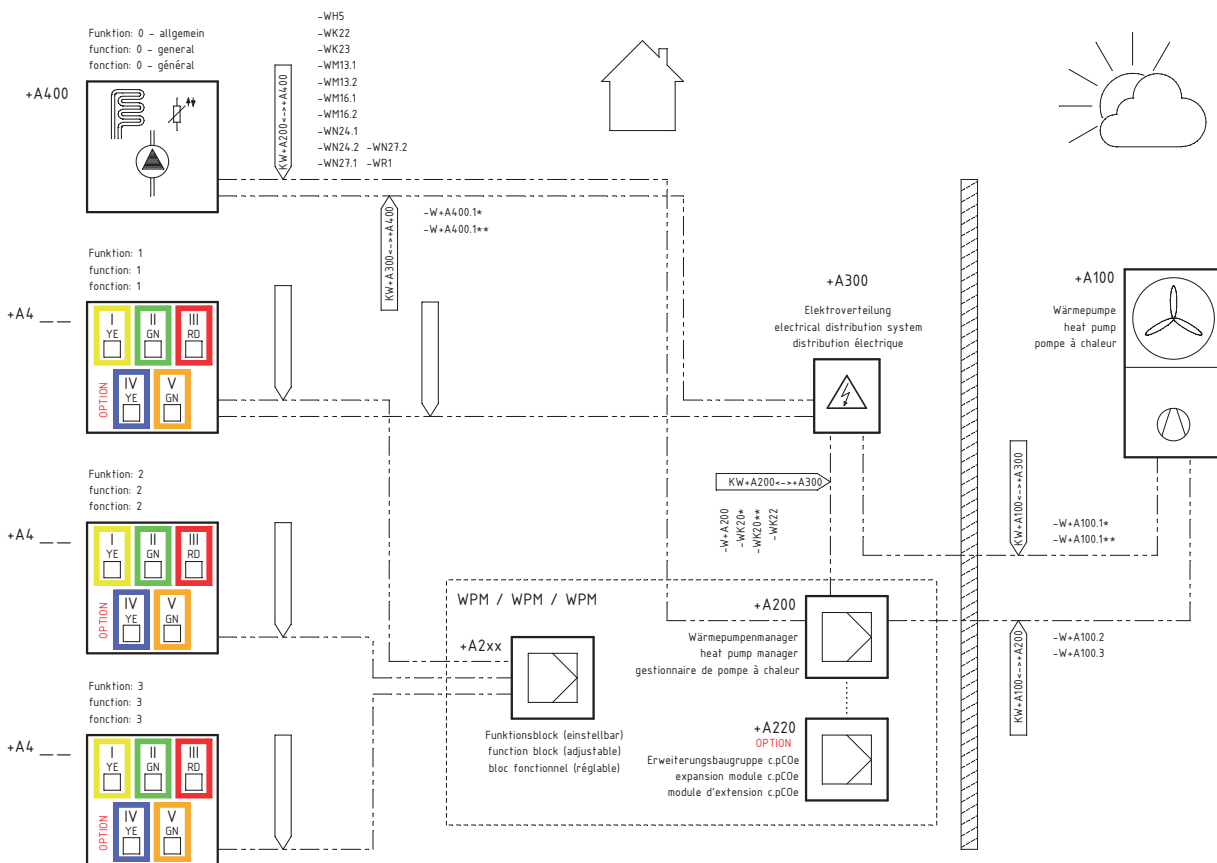 Funktion: 0 - allgemein
function: 0 - general
fonction: 0 - général
+A400
KW+A200<->+A400
-WH5
-WK22
-WK23
-WM13.1
-WM13.2
-WM16.1
-WM16.2
-WN24.1
-WN24.2 -WN27.2
-WN27.1 -WR1
KW+A300<->+A400
-W+A400.1*
-W+A400.1**
Funktion: 1
function: 1
fonction: 1
+A4 __ __
I II III
YE GN RD
OPTION
IV V
YE GN
+A300
Elektroverteilung
electrical distribution system
distribution électrique
+A100
Wärmepumpe
heat pump
pompe à chaleur
KW+A200<->+A300
-W+A200
-WK20*
-WK20**
-WK22
KW+A100<->+A300
-W+A100.1*
-W+A100.1**
Funktion: 2
function: 2
fonction: 2
+A4 __ __
I II III
YE GN RD
OPTION
IV V
YE GN
WPM / WPM / WPM
+A2xx
Funktionsblock (einstellbar)
function block (adjustable)
bloc fonctionnel (réglable)
+A200
Wärmepumpenmanager
heat pump manager
gestionnaire de pompe à chaleur
KW+A100<->+A200
-W+A100.2
-W+A100.3
+A220
OPTION
Erweiterungsbaugruppe c.pCOe
expansion module c.pCOe
module d'extension c.pCOe
Funktion: 3
function: 3
fonction: 3
+A4 __ __
I II III
YE GN RD
OPTION
IV V
YE GN